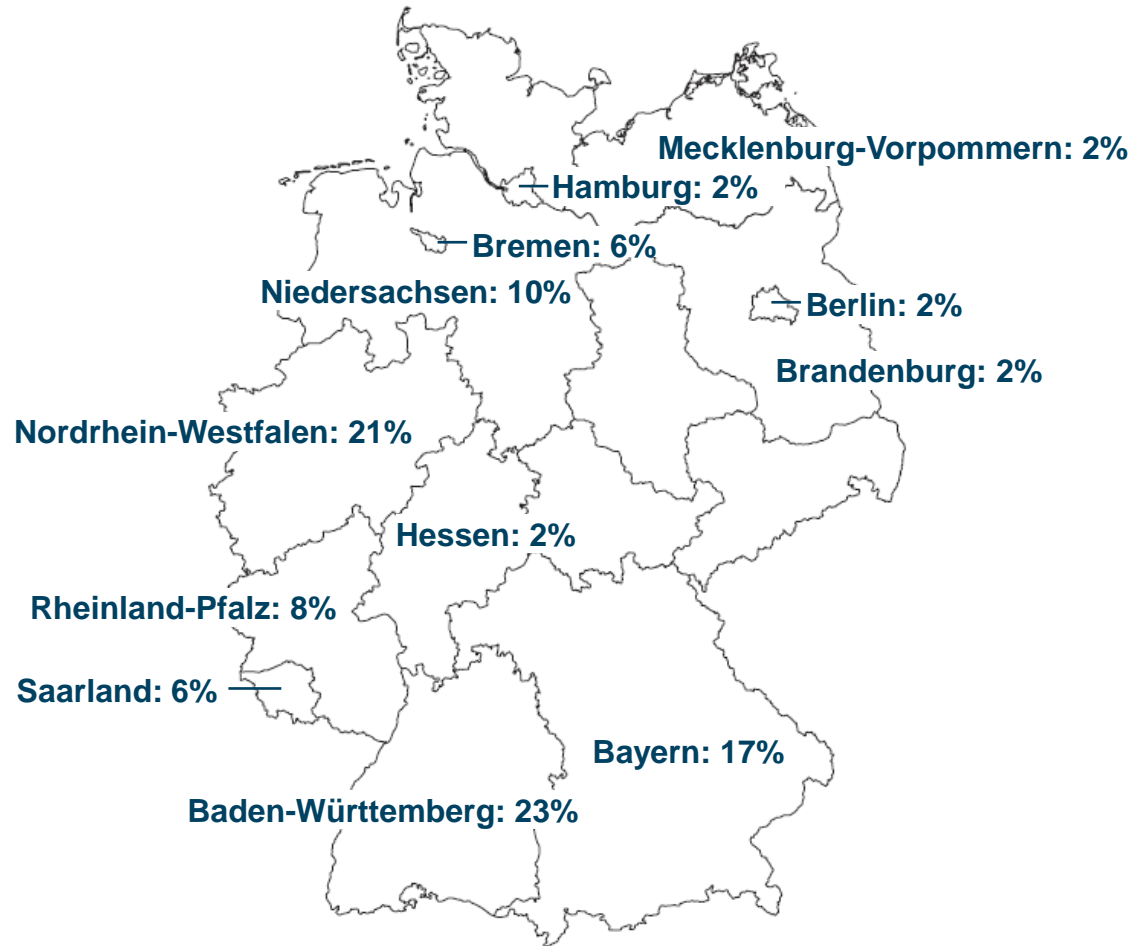 Mecklenburg-Vorpommern: 2%
Hamburg: 2%
Bremen: 6%
Niedersachsen: 10%
Berlin: 2%
Brandenburg: 2%
Nordrhein-Westfalen: 21%
Hessen: 2%
Rheinland-Pfalz: 8%
Saarland: 6%
Bayern: 17%
Baden-Württemberg: 23%